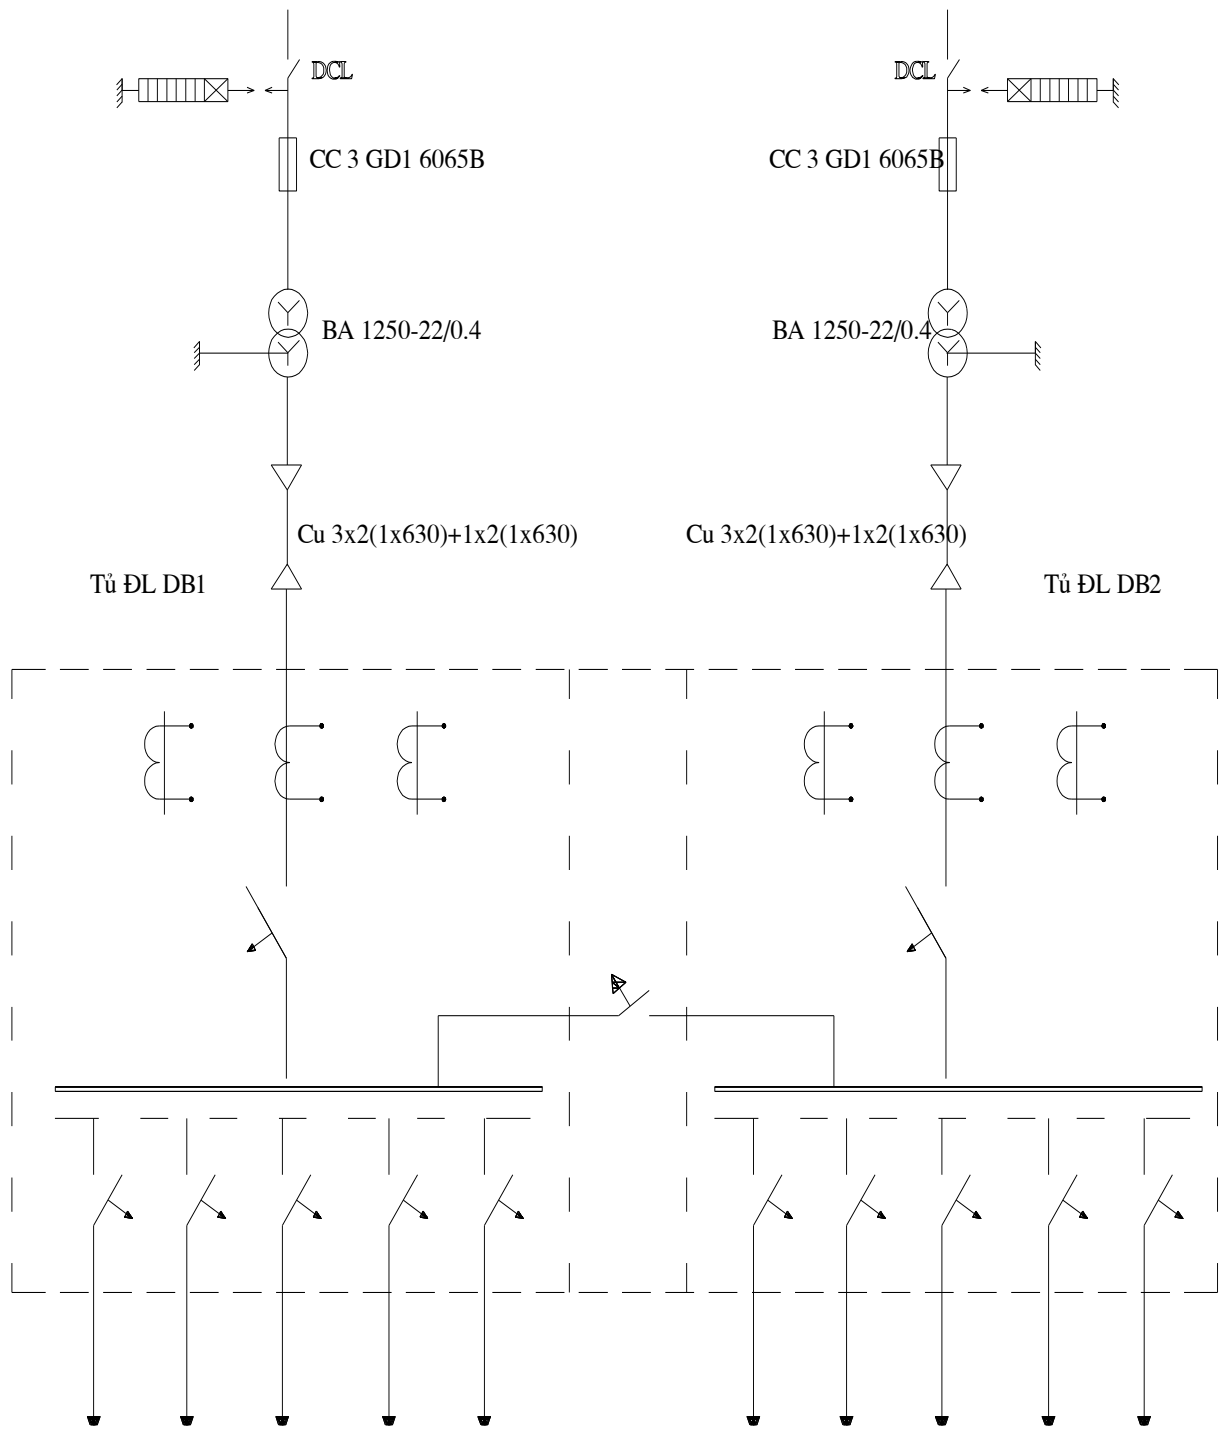 DCL
DCL
CC 3 GD1 6065B
CC 3 GD1 6065B
BA 1250-22/0.4
BA 1250-22/0.4
Cu 3x2(1x630)+1x2(1x630)
Cu 3x2(1x630)+1x2(1x630)
Tủ ĐL DB1
Tủ ĐL DB2